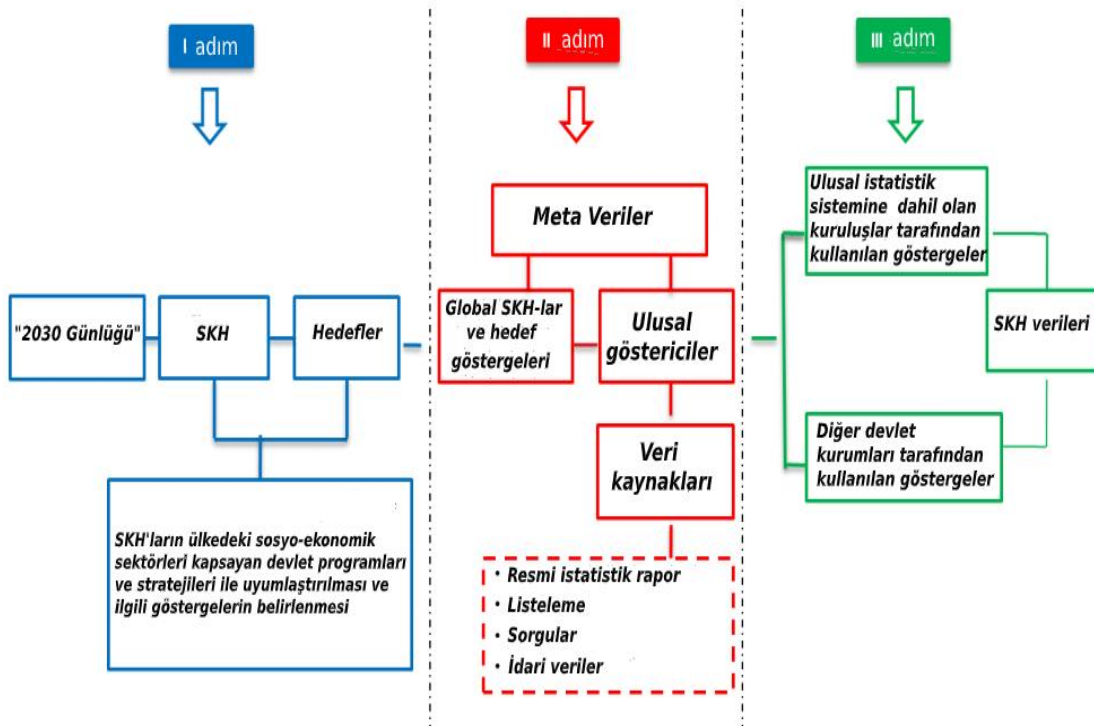 I adım
"2030 Günlüğü"
SKH
Hedefler
SKH'ların ülkedeki sosyo-ekonomik
sektörleri kapsayan devlet programları
ve stratejileri ile uyumlaştırılması ve
ilgili göstergelerin belirlenmesi
II adım
Meta Veriler
Global SKH-lar
ve hedef
göstergeleri
Ulusal
göstericiler
Veri
kaynakları
• Resmi istatistik rapor
• Listeleme
• Sorgular
• İdari veriler
III adım
Ulusal istatistik
sistemine dahil olan
kuruluşlar tarafından
kullanılan göstergeler
SKH verileri
Diğer devlet
kurumları tarafından
kullanılan göstergeler